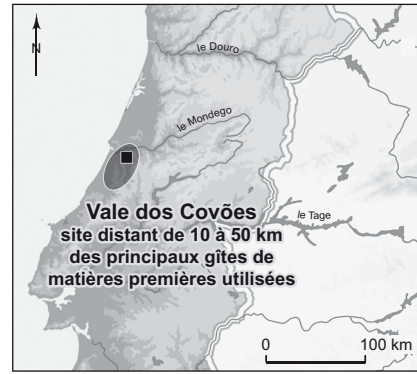 N
le Douro
le Mondego
Vale dos Covões
site distant de 10 à 50 km
des principaux gîtes de
matières premières utilisées
le Tage
0 100 km